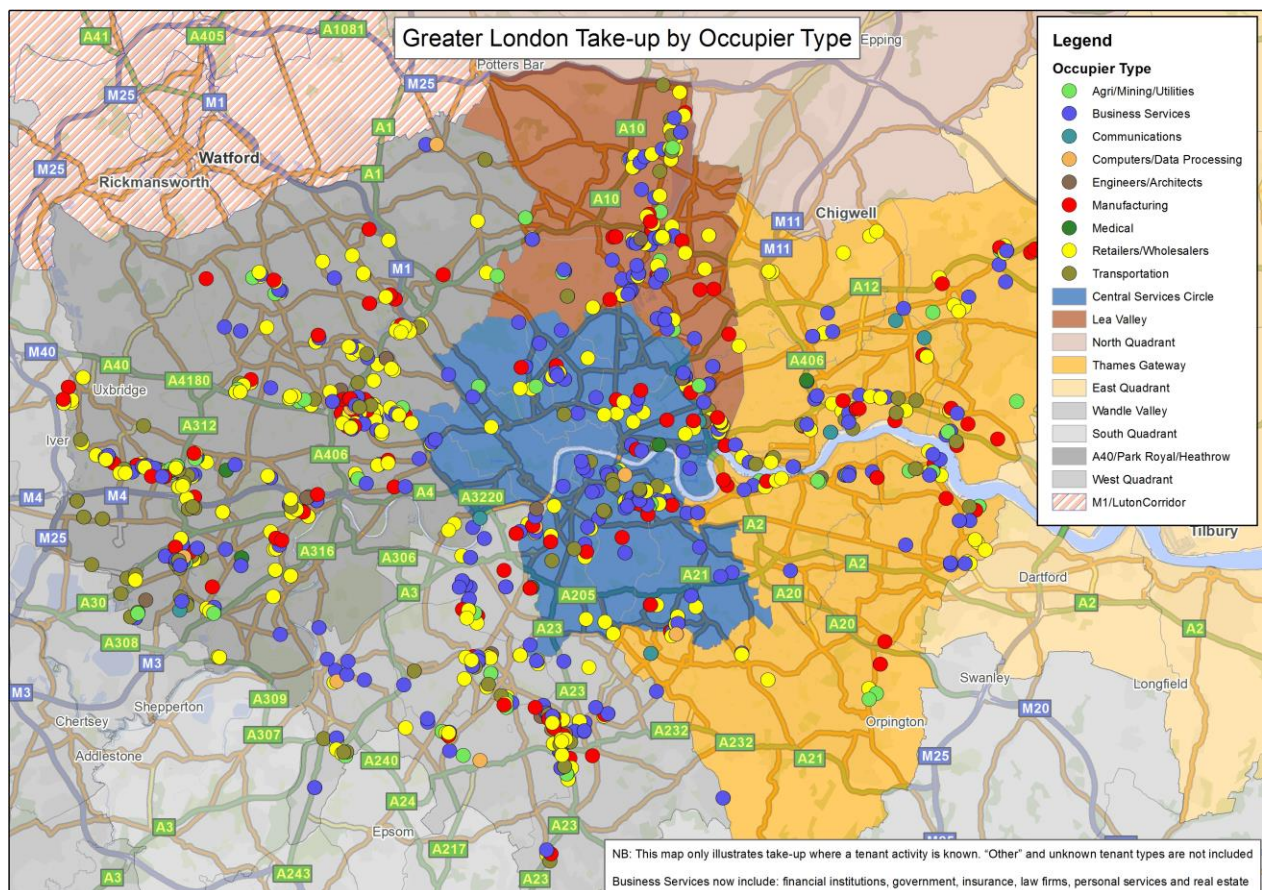 Greater London Take-up by Occupier Type
Legend
Occupier Type
Agri/Mining/Utilities
Business Services
Communications
Computers/Data Processing
Engineers/Architects
Manufacturing
Medical
Retailers/Wholesalers
Transportation
Central Services Circle
Lea Valley
North Quadrant
Thames Gateway
East Quadrant
Wandle Valley
South Quadrant
A40/Park Royal/Heathrow
West Quadrant
M1/LutonCorridor
A41
A405
A1081
Epping
Potters Bar
M25
M1
M25
A1
A10
Watford
M25
Rickmansworth
A1
A10
M11
Chigwell
M11
M1
A12
M40
A40
Uxbridge
A4180
A406
A312
Iver
A406
M4
M4
A4
A3220
M25
A316
A306
A2
Tilbury
A3
A21
A2
Dartford
A30
A205
A20
A2
A308
A23
A20
A2
M3
M3
A309
A23
Swanley
Longfield
Shepperton
Chertsey
A307
Orpington
M20
Addlestone
A240
A232
A232
A21
M25
A24
A3
Epsom
A23
A217
A3
A243
A23
NB: This map only illustrates take-up where a tenant activity is known. "Other" and unknown tenant types are not included
Business Services now include: financial institutions, government, insurance, law firms, personal services and real estate